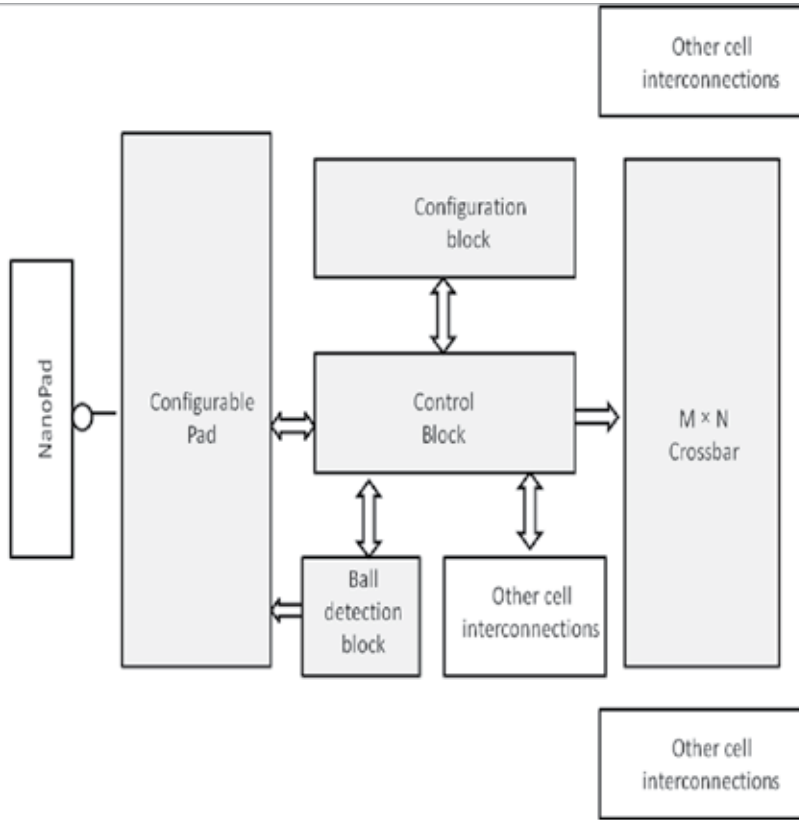 Other cell
interconnections
Configuration
block
NanoPad
Configurable
Pad
Control
Block
M × N
Crossbar
Ball
detection
block
Other cell
interconnections
Other cell
interconnections